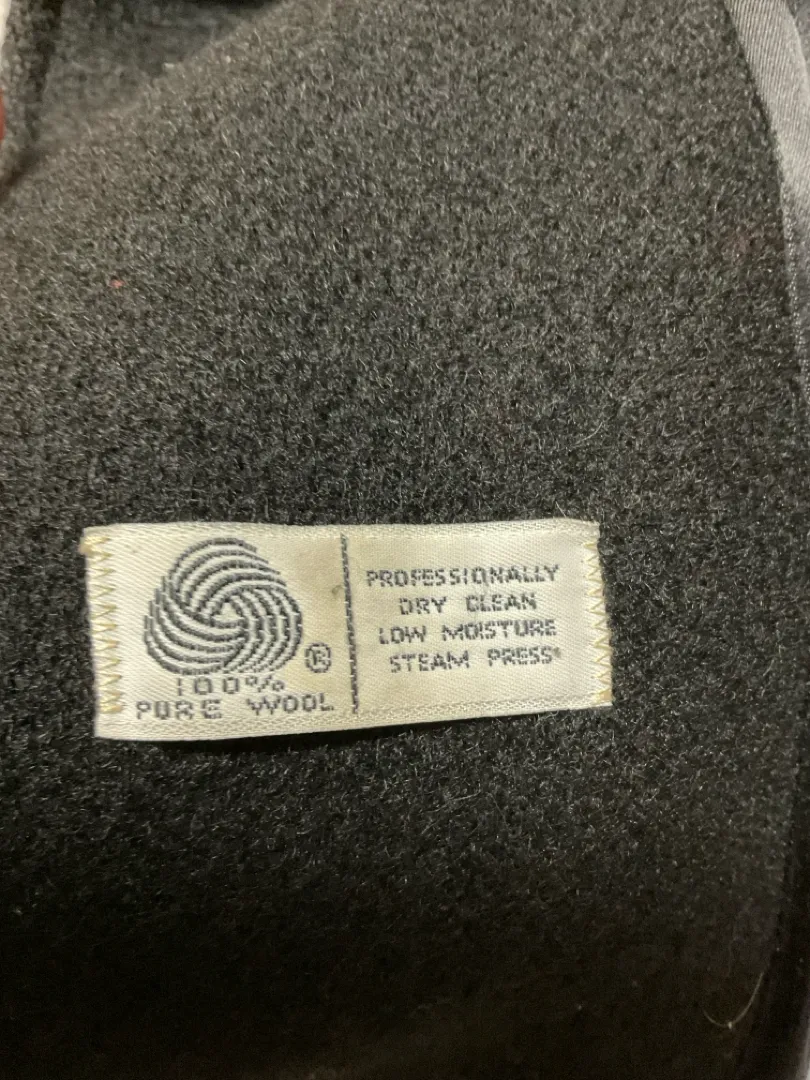 ®
100%
PURE WOOL
PROFESSIONALLY
DRY CLEAN
LOW MOISTURE
STEAM PRESS